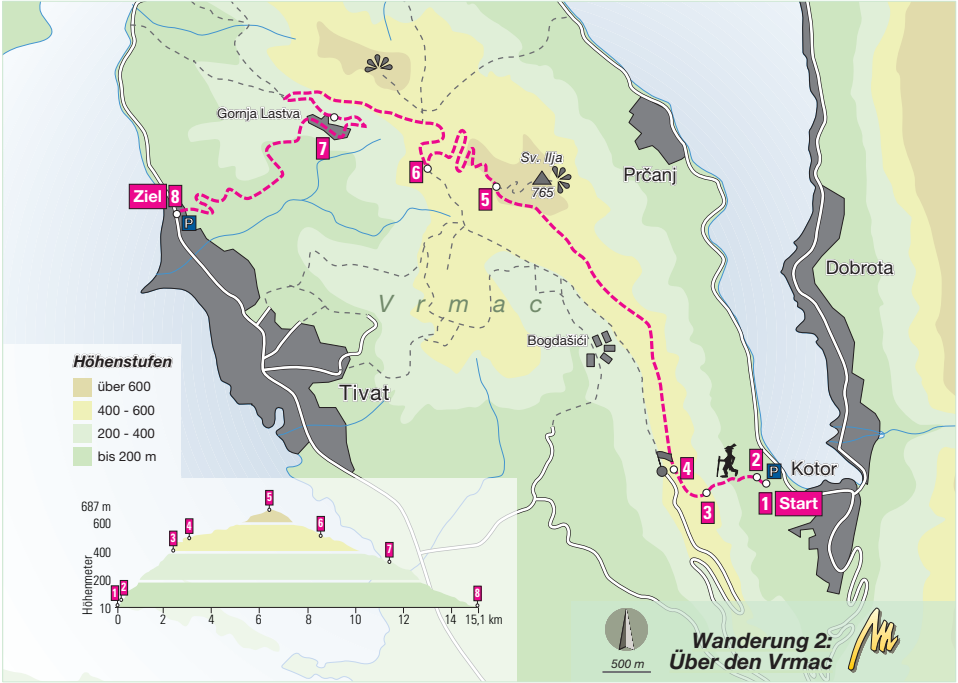 Gornja Lastva
7
6
Sv. Ilja
765
5
Prčanj
Ziel 8
P
Dobrota
Vrmac
Bogdašići
Tivat
Höhenstufen
über 600
400 - 600
200 - 400
bis 200 m
4
2
P
Kotor
1 Start
3
687 m
600
400
200
10
Höhenmeter
1
2
3
4
5
6
7
8
0 2 4 6 8 10 12 14 15,1 km
500 m
Wanderung 2:
Über den Vrmac